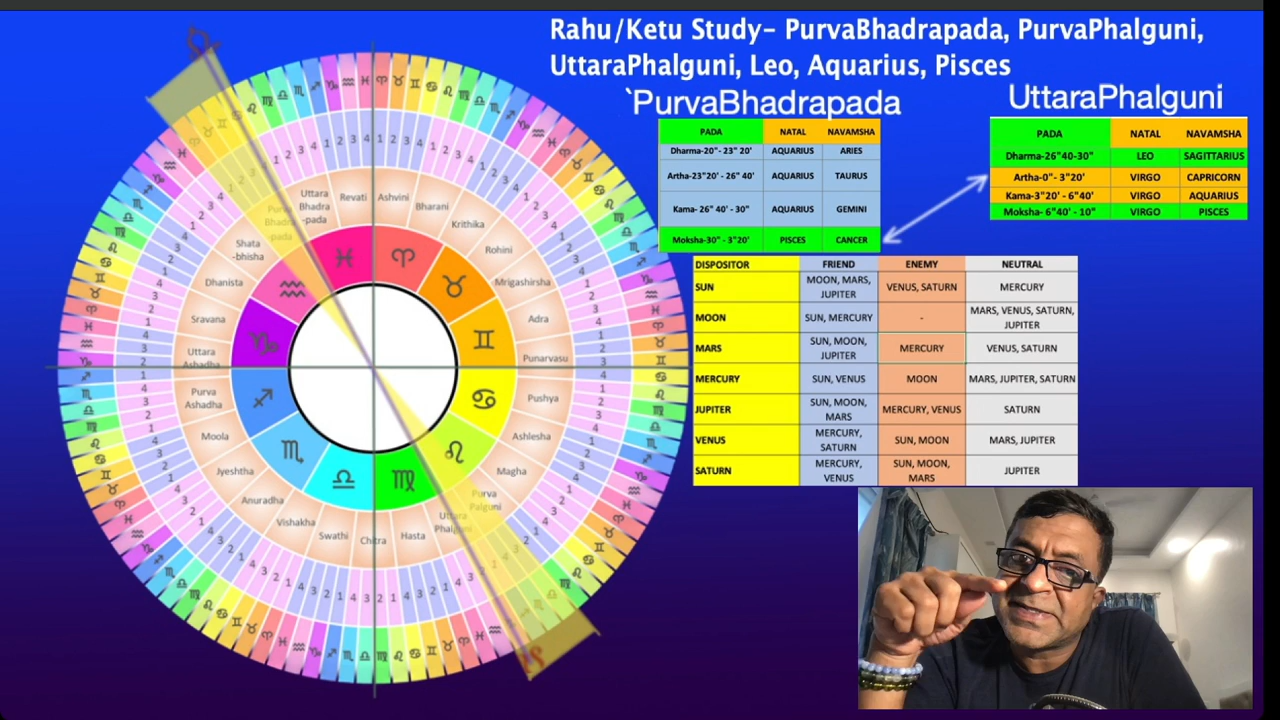 Rahu/Ketu Study- PurvaBhadrapada, PurvaPhalguni,
UttaraPhalguni, Leo, Aquarius, Pisces
`PurvaBhadrapada
PADA NATAL NAVAMSHA
Dharma-20"- 23" 20' AQUARIUS ARIES
Artha-23"20' - 26" 40' AQUARIUS TAURUS
Kama- 26" 40' - 30" AQUARIUS GEMINI
Moksha-30" - 3"20' PISCES CANCER
UttaraPhalguni
PADA NATAL NAVAMSHA
Dharma-26"40-30" LEO SAGITTARIUS
Artha-0"- 3"20' VIRGO CAPRICORN
Kama-3"20' - 6"40' VIRGO AQUARIUS
Moksha- 6"40' - 10" VIRGO PISCES
DISPOSITOR FRIEND ENEMY NEUTRAL
SUN MOON, MARS, JUPITER VENUS, SATURN MERCURY
MOON SUN, MERCURY - MARS, VENUS, SATURN, JUPITER
MARS SUN, MOON, JUPITER MERCURY VENUS, SATURN
MERCURY SUN, VENUS MOON MARS, JUPITER, SATURN
JUPITER SUN, MOON, MARS MERCURY, VENUS SATURN
VENUS MERCURY, SATURN SUN, MOON MARS, JUPITER
SATURN MERCURY, VENUS SUN, MOON, MARS JUPITER
Ashvini
Bharani
Krithika
Rohini
Mrigashirsha
Adra
Punarvasu
Pushya
Ashlesha
Magha
Purva
Palguni
Uttara
Phalguni
Hasta
Chitra
Swathi
Vishakha
Anuradha
Jyeshtha
Moola
Purva
Ashadha
Uttara
Ashadha
Sravana
Dhanista
Shata
-bhisha
Purva
Bhadra
-pada
Uttara
Bhadra
-pada
Revati